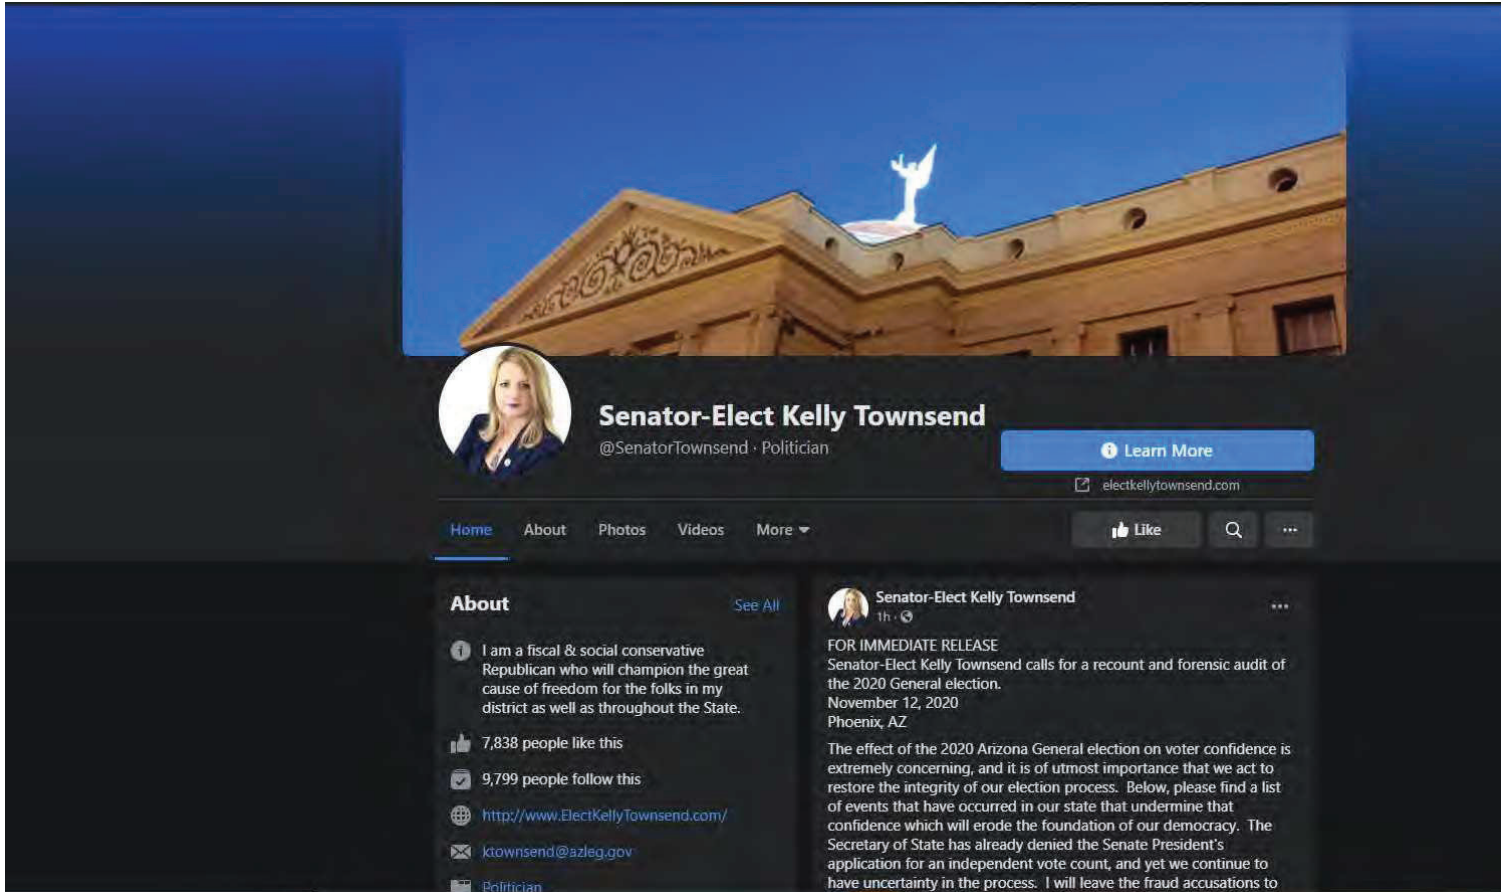 Senator-Elect Kelly Townsend
@SenatorTownsend · Politician
Learn More
electkellytownsend.com
Home
About
Photos
Videos
More
Like
About
See All
I am a fiscal & social conservative
Republican who will champion the great
cause of freedom for the folks in my
district as well as throughout the State.
7,838 people like this
9,799 people follow this
http://www.ElectKellyTownsend.com/
ktownsend@azleg.gov
Politician
Senator-Elect Kelly Townsend
1h ·
FOR IMMEDIATE RELEASE
Senator-Elect Kelly Townsend calls for a recount and forensic audit of
the 2020 General election.
November 12, 2020
Phoenix, AZ
The effect of the 2020 Arizona General election on voter confidence is
extremely concerning, and it is of utmost importance that we act to
restore the integrity of our election process. Below, please find a list
of events that have occurred in our state that undermine that
confidence which will erode the foundation of our democracy. The
Secretary of State has already denied the Senate President's
application for an independent vote count, and yet we continue to
have uncertainty in the process. I will leave the fraud accusations to